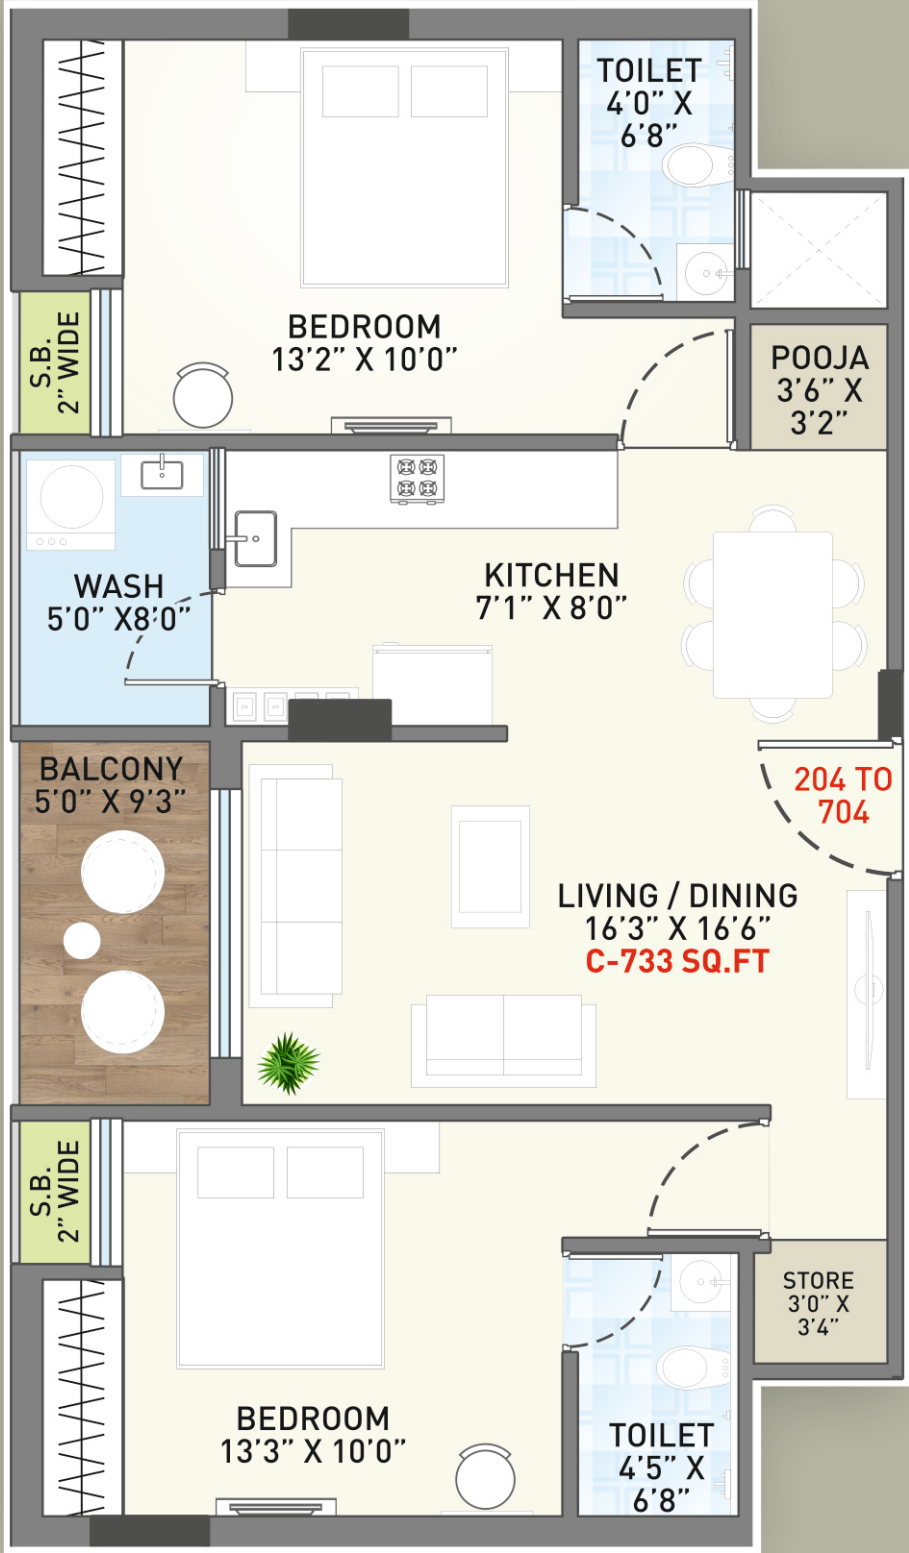 TOILET
4'0” X
6'8”
BEDROOM
13'2” X 10'0”
S.B.
2” WIDE
POOJA
3'6” X
3'2”
WASH
5'0” X8'0”
KITCHEN
7'1” X 8'0”
BALCONY
5'0” X 9'3”
204 TO
704
LIVING / DINING
16'3” X 16'6”
C-733 SQ.FT
S.B.
2” WIDE
STORE
3'0” X
3'4”
BEDROOM
13'3” X 10'0”
TOILET
4'5” X
6'8”